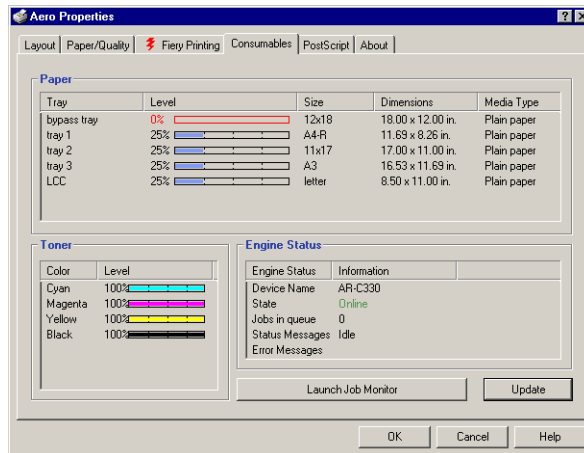 Aero Properties
Layout Paper/Quality Fiery Printing Consumables PostScript About
Paper
Tray Level Size Dimensions Media Type
bypass tray 0% 12x18 18.00 x 12.00 in. Plain paper
tray 1 25% A4-R 11.69 x 8.26 in. Plain paper
tray 2 25% 11x17 17.00 x 11.00 in. Plain paper
tray 3 25% A3 16.53 x 11.69 in. Plain paper
LCC 25% letter 8.50 x 11.00 in. Plain paper
Toner
Color Level
Cyan 100%
Magenta 100%
Yellow 100%
Black 100%
Engine Status
Engine Status Information
Device Name AR-C330
State Online
Jobs in queue 0
Status Messages Idle
Error Messages
Launch Job Monitor Update
OK Cancel Help